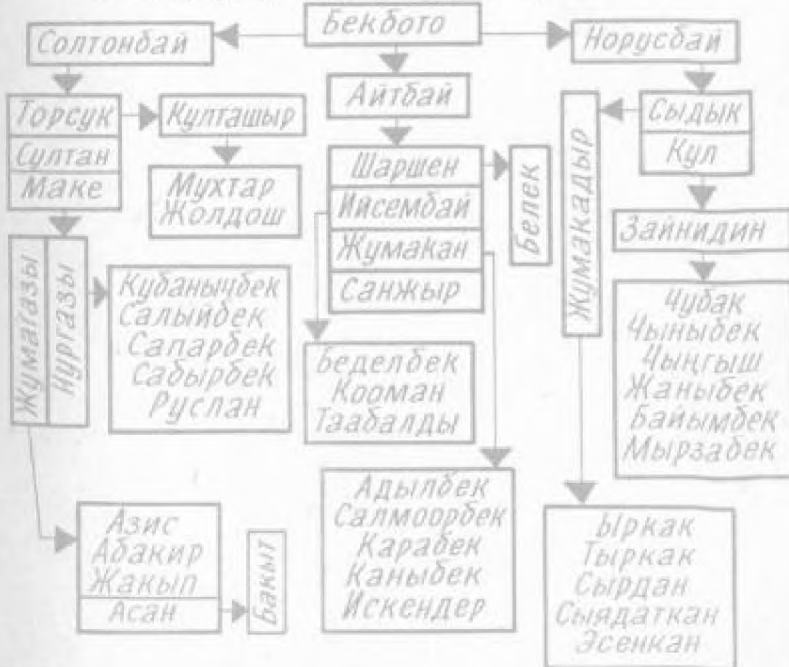 Бекбото
Солтонбай
Норусбай
Айтбай
Торсук
Султан
Маке
Култашыр
Мухтар
Жолдош
Шаршен
Ийсембай
Жумакан
Санжыр
Белек
Сыдык
Кул
Жумакадыр
Зайнидин
Жумагазы
Нургазы
Кубанычбек
Салыйбек
Сапарбек
Сабырбек
Руслан
Беделбек
Кооман
Таабалды
Чубак
Чыныбек
Чыңгыш
Жаныбек
Байымбек
Мырзабек
Азис
Абакир
Жакып
Асан
Бакыт
Адылбек
Салмоорбек
Карабек
Каныбек
Искендер
Ыркак
Тыркак
Сырдан
Сыядаткан
Эсенкан